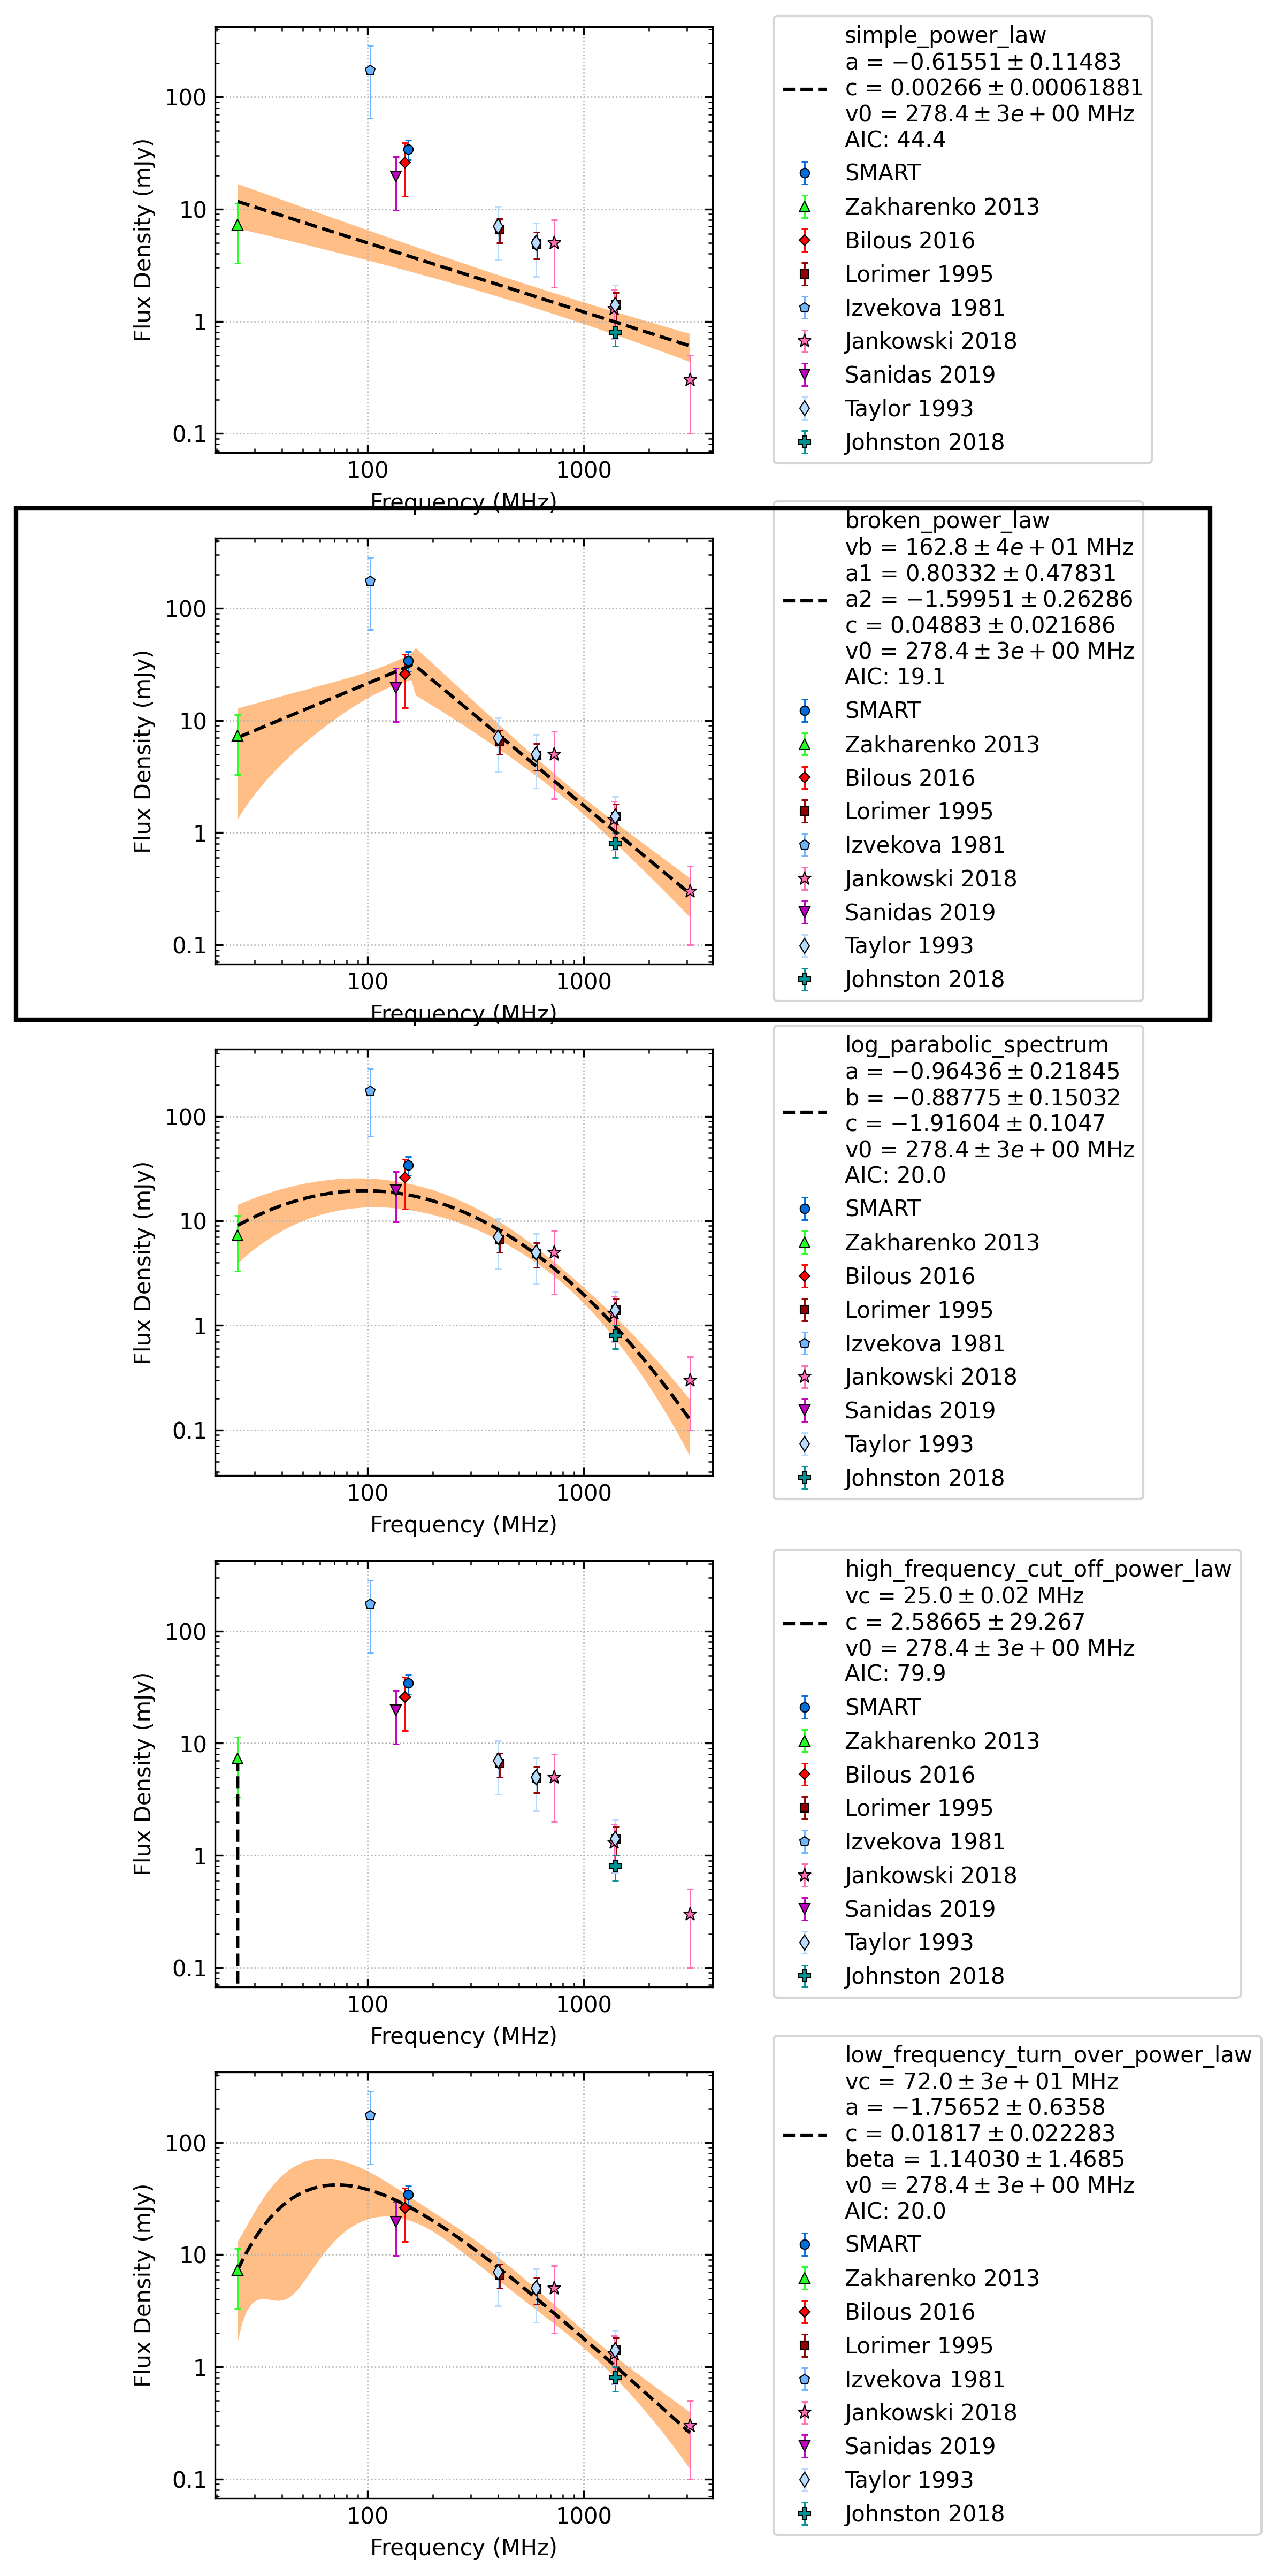 100
10
1
0.1
Flux Density (mJy)
100 1000
Frequency (MHz)
simple_power_law
a = −0.61551 ± 0.11483
c = 0.00266 ± 0.00061881
v0 = 278.4 ± 3e + 00 MHz
AIC: 44.4
SMART
Zakharenko 2013
Bilous 2016
Lorimer 1995
Izvekova 1981
Jankowski 2018
Sanidas 2019
Taylor 1993
Johnston 2018
100
10
1
0.1
Flux Density (mJy)
100 1000
Frequency (MHz)
broken_power_law
vb = 162.8 ± 4e + 01 MHz
a1 = 0.80332 ± 0.47831
a2 = −1.59951 ± 0.26286
c = 0.04883 ± 0.021686
v0 = 278.4 ± 3e + 00 MHz
AIC: 19.1
SMART
Zakharenko 2013
Bilous 2016
Lorimer 1995
Izvekova 1981
Jankowski 2018
Sanidas 2019
Taylor 1993
Johnston 2018
100
10
1
0.1
Flux Density (mJy)
100 1000
Frequency (MHz)
log_parabolic_spectrum
a = −0.96436 ± 0.21845
b = −0.88775 ± 0.15032
c = −1.91604 ± 0.1047
v0 = 278.4 ± 3e + 00 MHz
AIC: 20.0
SMART
Zakharenko 2013
Bilous 2016
Lorimer 1995
Izvekova 1981
Jankowski 2018
Sanidas 2019
Taylor 1993
Johnston 2018
100
10
1
0.1
Flux Density (mJy)
100 1000
Frequency (MHz)
high_frequency_cut_off_power_law
vc = 25.0 ± 0.02 MHz
c = 2.58665 ± 29.267
v0 = 278.4 ± 3e + 00 MHz
AIC: 79.9
SMART
Zakharenko 2013
Bilous 2016
Lorimer 1995
Izvekova 1981
Jankowski 2018
Sanidas 2019
Taylor 1993
Johnston 2018
100
10
1
0.1
Flux Density (mJy)
100 1000
Frequency (MHz)
low_frequency_turn_over_power_law
vc = 72.0 ± 3e + 01 MHz
a = −1.75652 ± 0.6358
c = 0.01817 ± 0.022283
beta = 1.14030 ± 1.4685
v0 = 278.4 ± 3e + 00 MHz
AIC: 20.0
SMART
Zakharenko 2013
Bilous 2016
Lorimer 1995
Izvekova 1981
Jankowski 2018
Sanidas 2019
Taylor 1993
Johnston 2018